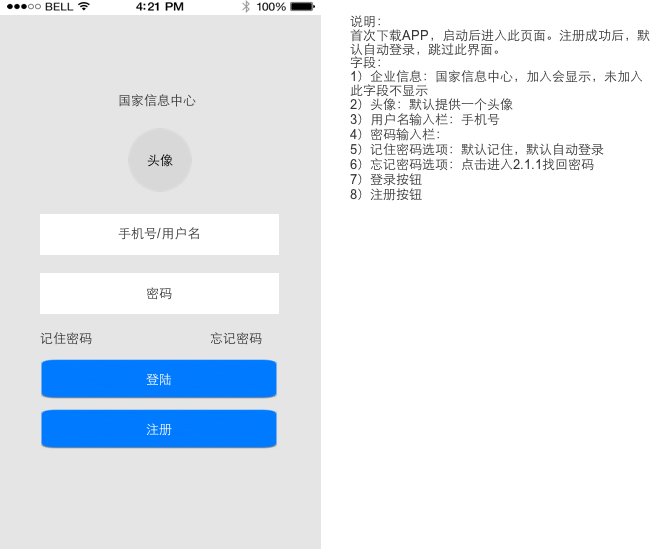 BELL
4:21 PM
100%
国家信息中心
头像
手机号/用户名
密码
记住密码
忘记密码
登陆
注册
说明：
首次下载APP，启动后进入此页面。注册成功后，默
认自动登录，跳过此界面。
字段：
1）企业信息：国家信息中心，加入会显示，未加入
此字段不显示
2）头像：默认提供一个头像
3）用户名输入栏：手机号
4）密码输入栏：
5）记住密码选项：默认记住，默认自动登录
6）忘记密码选项：点击进入2.1.1找回密码
7）登录按钮
8）注册按钮